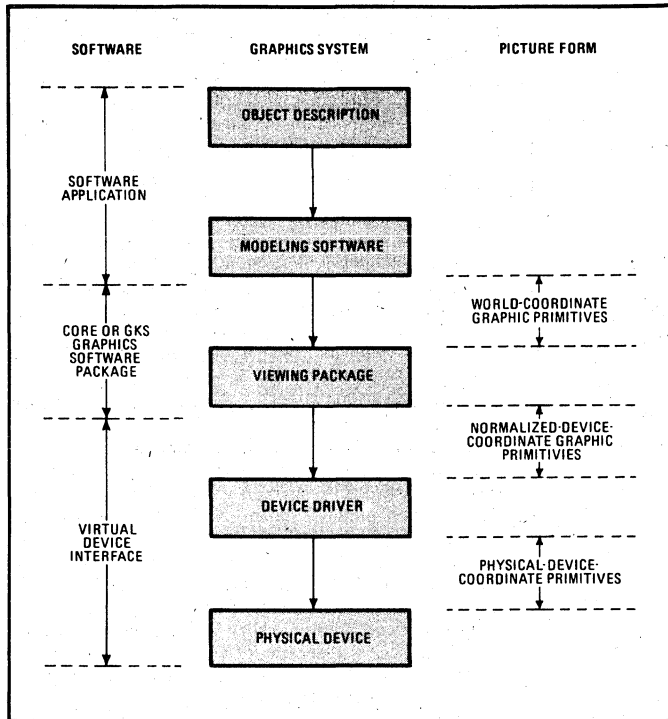 SOFTWARE
GRAPHICS SYSTEM
PICTURE FORM
OBJECT DESCRIPTION
SOFTWARE
APPLICATION
MODELING SOFTWARE
WORLD-COORDINATE
GRAPHIC PRIMITIVES
CORE OR GKS
GRAPHICS
SOFTWARE
PACKAGE
VIEWING PACKAGE
NORMALIZED-DEVICE-
COORDINATE GRAPHIC
PRIMITIVIES
DEVICE DRIVER
VIRTUAL
DEVICE
INTERFACE
PHYSICAL-DEVICE-
COORDINATE PRIMITIVES
PHYSICAL DEVICE